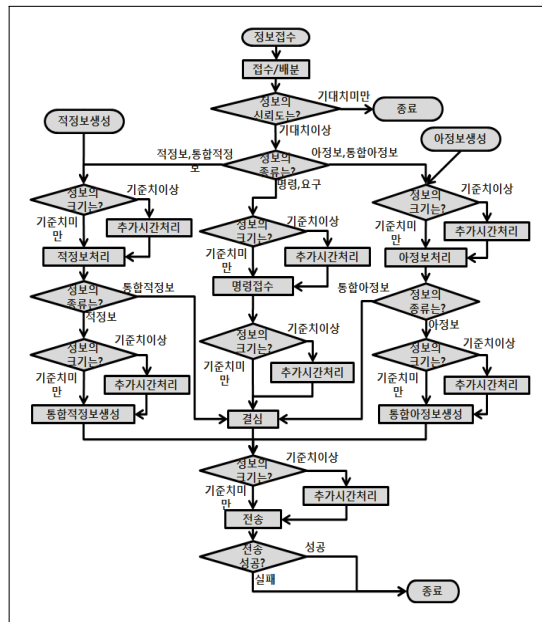 정보접수
접수/배분
정보의
신뢰도는?
기대치미만
종료
기대치이상
적정보생성
아정보생성
적정보,통합적정
보
정보의
종류는?
아정보,통합아정보
명령,요구
정보의
크기는?
기준치이상
추가시간처리
기준치미
만
적정보처리
정보의
크기는?
기준치이상
추가시간처리
기준치미
만
명령접수
정보의
크기는?
기준치이상
추가시간처리
기준치미
만
아정보처리
정보의
종류는?
통합적정보
적정보
통합아정보
정보의
종류는?
아정보
정보의
크기는?
기준치이상
추가시간처리
기준치미
만
통합적정보생성
정보의
크기는?
기준치이상
추가시간처리
기준치미
만
결심
정보의
크기는?
기준치이상
추가시간처리
기준치미
만
통합아정보생성
정보의
크기는?
기준치이상
추가시간처리
기준치미
만
전송
전송
성공?
성공
실패
종료